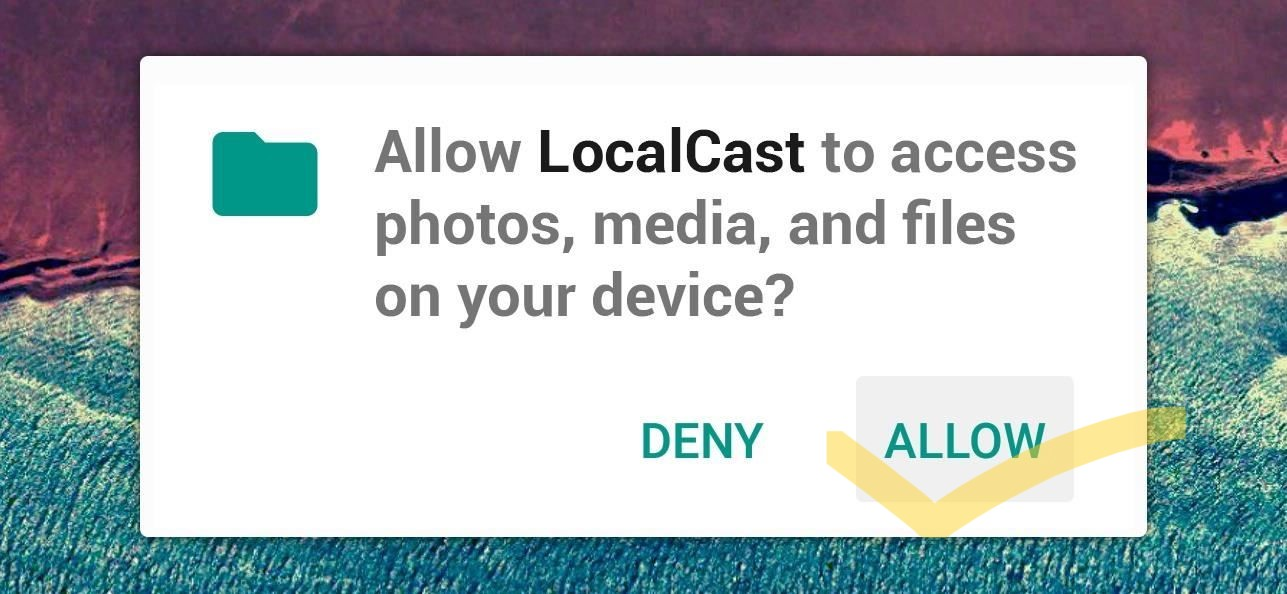 Allow LocalCast to access
photos, media, and files
on your device?
DENY ALLOW